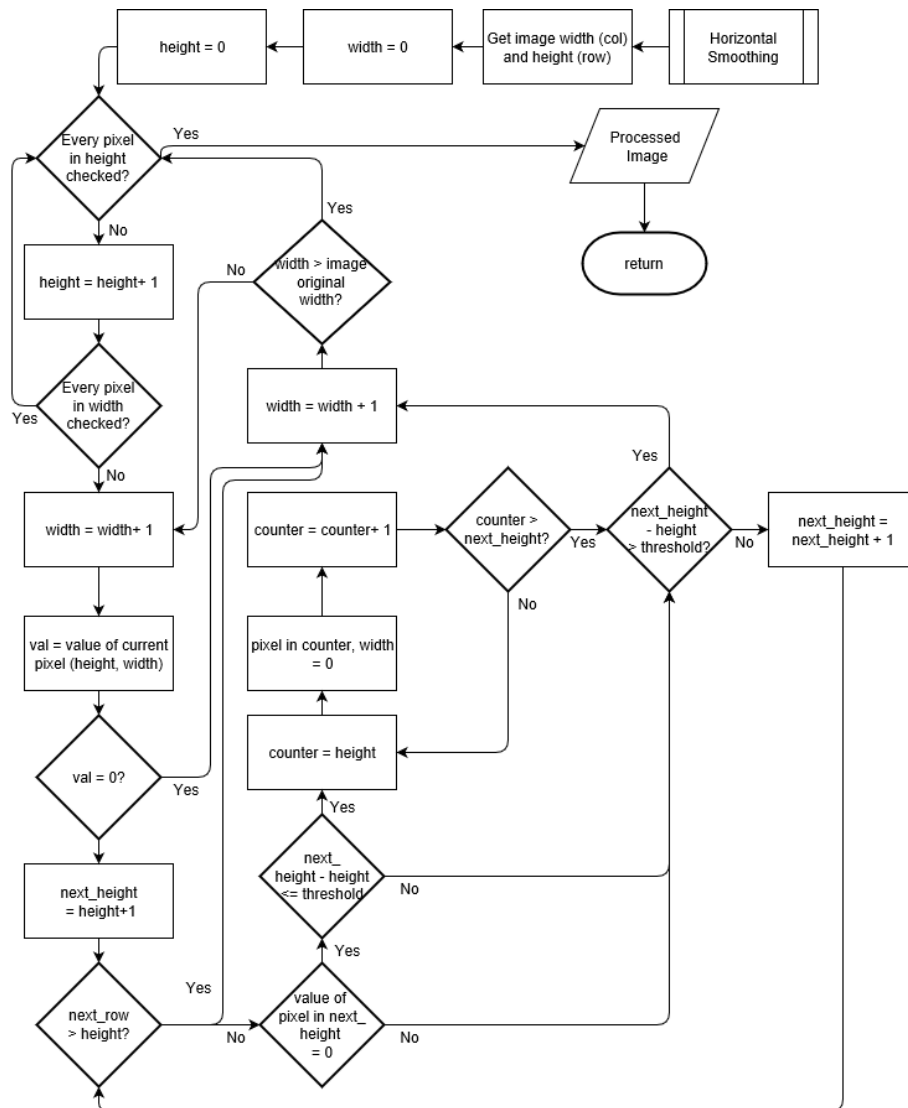 height = 0
width = 0
Get image width (col)
and height (row)
Horizontal
Smoothing
Every pixel
in height
checked?
Yes
Processed
Image
No
Yes
return
height = height+ 1
No
width > image
original
width?
Every pixel
in width
checked?
Yes
No
width = width + 1
Yes
width = width+ 1
counter = counter+ 1
counter >
next_height?
Yes
next_height
- height
> threshold?
No
next_height =
next_height + 1
No
val = value of current
pixel (height, width)
pixel in counter, width
= 0
counter = height
val = 0?
Yes
Yes
next_height
= height+1
next_
height - height
<= threshold
No
Yes
Yes
next_row
> height?
No
value of
pixel in next_
height
= 0
No